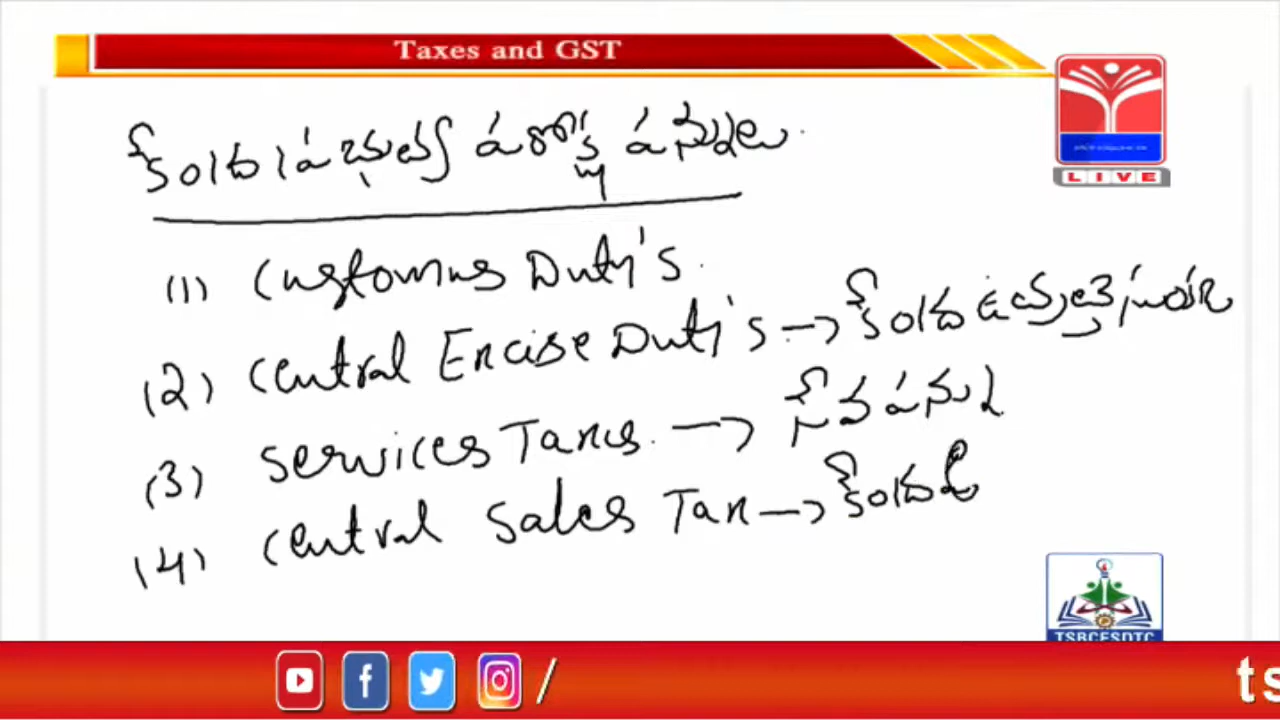 Taxes and GST
కేంద్ర ప్రభుత్వ పరోక్ష పన్నులు
LIVE
(1) Customs Duty's
(2) Central Excise Duty's → కేంద్ర ఉత్పత్తి సుంకం
(3) Services Taxes → సేవ పన్ను
(4) Central Sales Tax → కేంద్ర
TSBCESDTC
/ ts